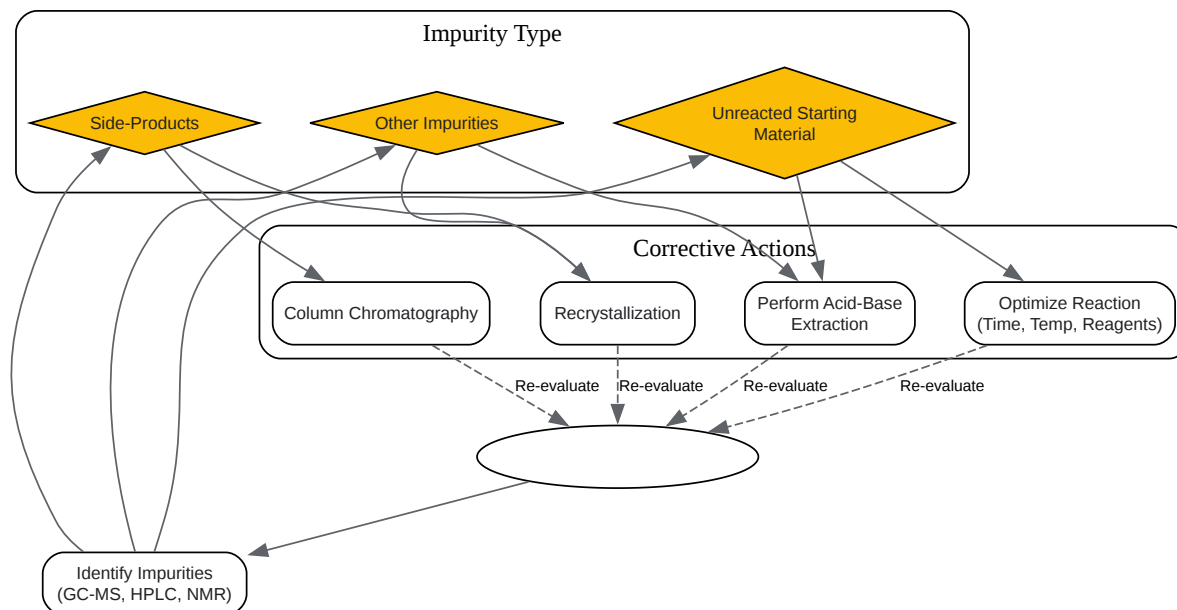 Impurity Type
Side-Products
Other Impurities
Unreacted Starting
Material
Corrective Actions
Column Chromatography
Recrystallization
Perform Acid-Base
Extraction
Optimize Reaction
(Time, Temp, Reagents)
Re-evaluate
Re-evaluate
Re-evaluate
Re-evaluate
Identify Impurities
(GC-MS, HPLC, NMR)